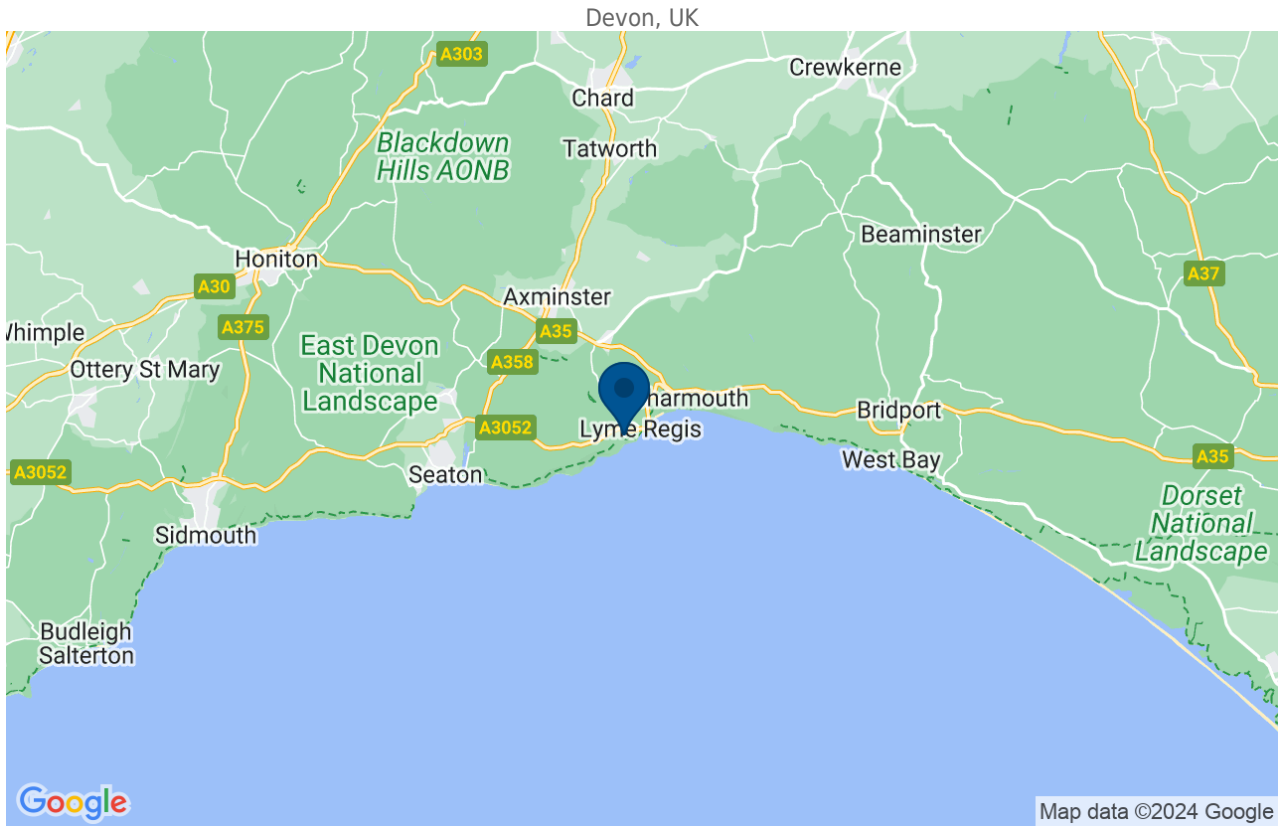 Devon, UK
A303
Crewkerne
Chard
Blackdown
Hills AONB
Tatworth
Beaminster
Honiton
A37
A30
Axminster
A375
A35
Whimple
East Devon
National
Landscape
A358
Ottery St Mary
harmouth
Bridport
A3052
Lyme Regis
A35
West Bay
A3052
Seaton
Dorset
National
Landscape
Sidmouth
Budleigh
Salterton
Google
Map data ©2024 Google